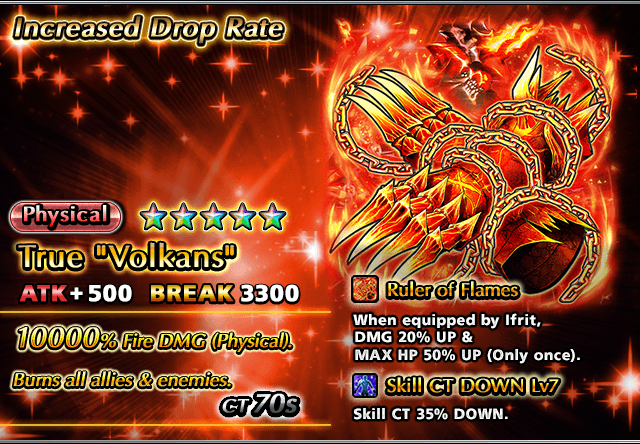 Increased Drop Rate
Physical
True "Volkans"
ATK+500 BREAK 3300
10000% Fire DMG (Physical).
Burns all allies & enemies.
CT 70s
Ruler of Flames
When equipped by Ifrit,
DMG 20% UP &
MAX HP 50% UP (Only once).
Skill CT DOWN Lv7
Skill CT 35% DOWN.